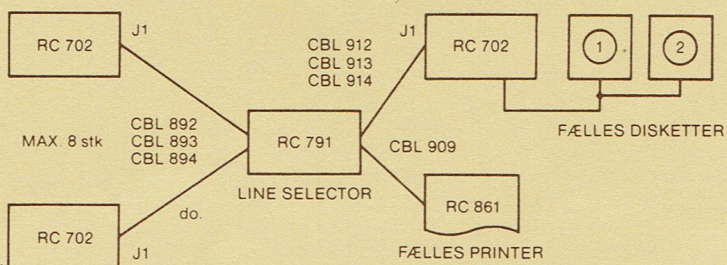 RC 702
J1
MAX. 8 stk
CBL 892
CBL 893
CBL 894
do.
RC 702
J1
RC 791
LINE SELECTOR
CBL 912
CBL 913
CBL 914
J1
RC 702
1
2
FÆLLES DISKETTER
CBL 909
RC 861
FÆLLES PRINTER